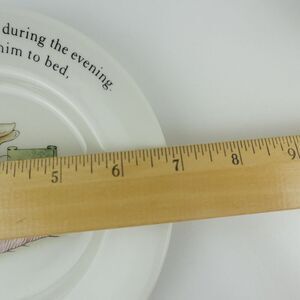 during the evening.
him to bed,
5 6 7 8 9